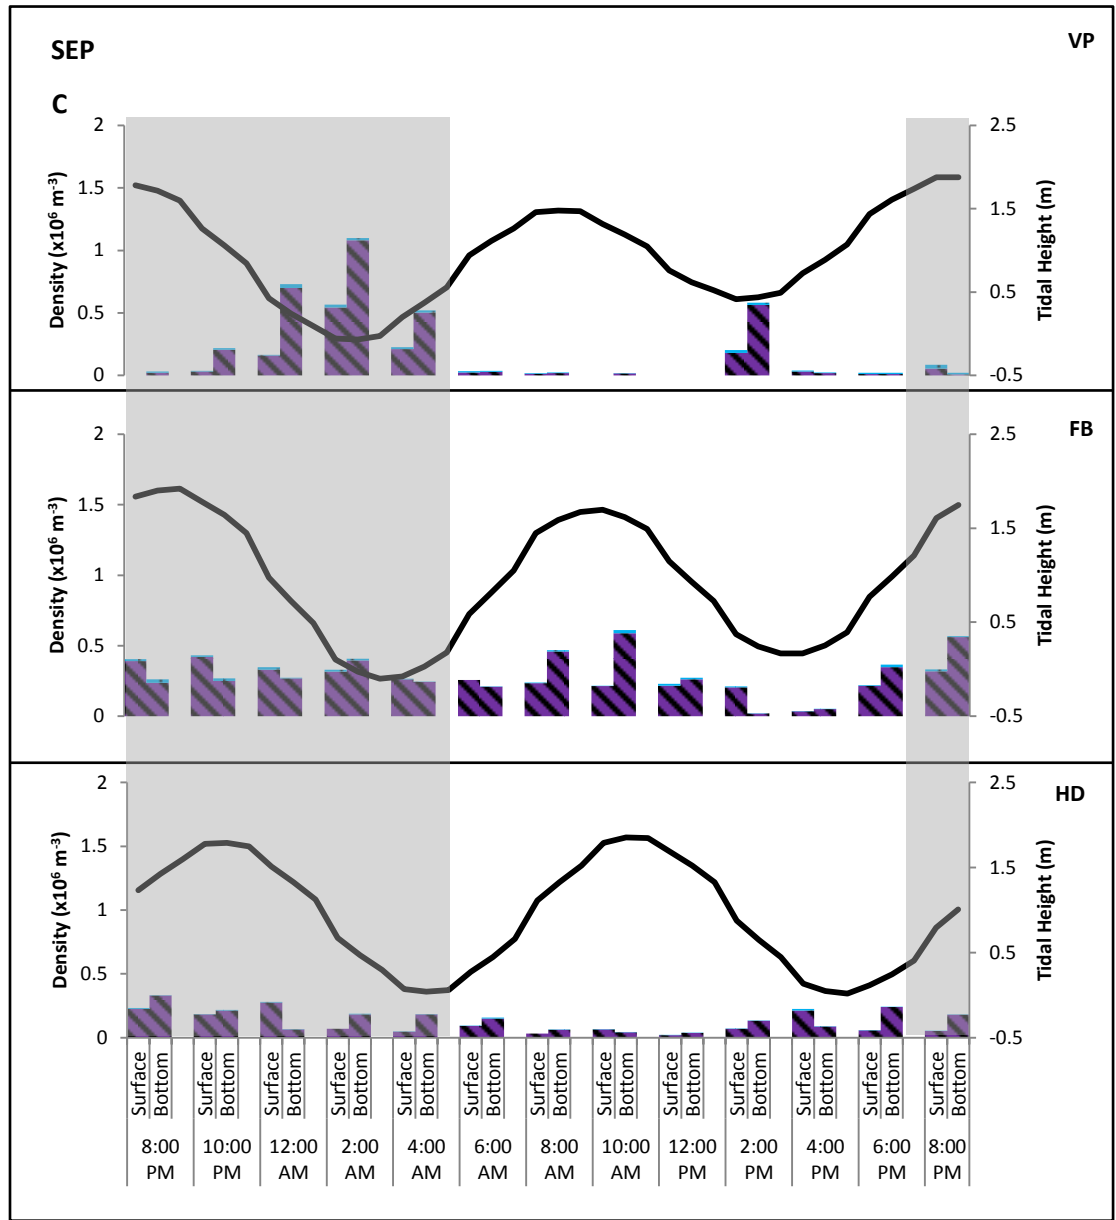 SEP
VP
C
2
1.5
1
0.5
0
Density (x10⁶ m⁻³)
2.5
1.5
0.5
-0.5
Tidal Height (m)
FB
2
1.5
1
0.5
0
Density (x10⁶ m⁻³)
2.5
1.5
0.5
-0.5
Tidal Height (m)
HD
2
1.5
1
0.5
0
Density (x10⁶ m⁻³)
2.5
1.5
0.5
-0.5
Tidal Height (m)
Surface Bottom Surface Bottom Surface Bottom Surface Bottom Surface Bottom Surface Bottom Surface Bottom Surface Bottom Surface Bottom Surface Bottom Surface Bottom Surface Bottom Surface Bottom
8:00 10:00 12:00 2:00 4:00 6:00 8:00 10:00 12:00 2:00 4:00 6:00 8:00
PM PM AM AM AM AM AM AM PM PM PM PM PM